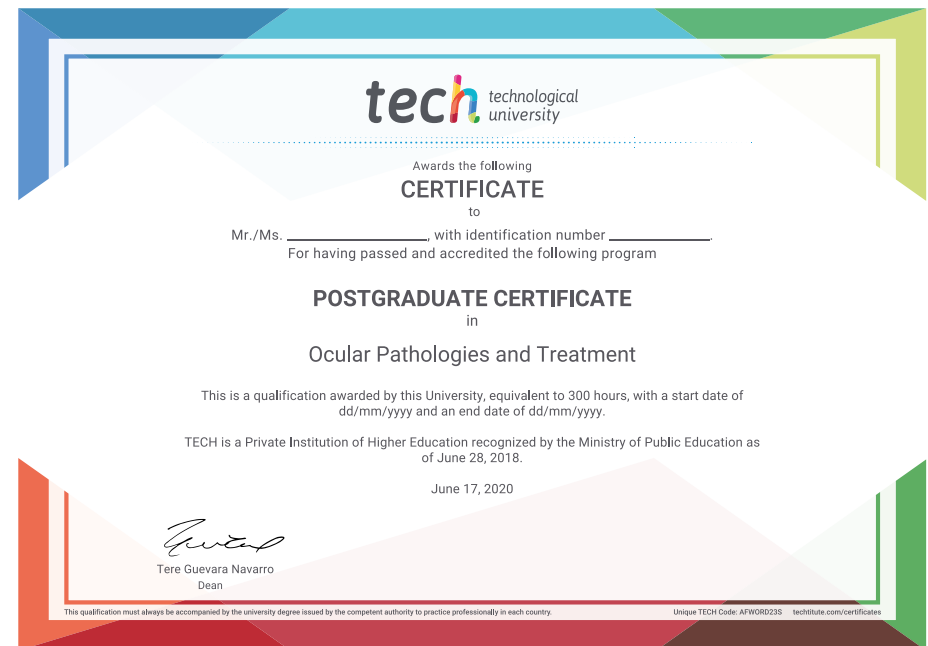 tech technological
university
Awards the following
CERTIFICATE
to
Mr./Ms. ____________________, with identification number ______________.
For having passed and accredited the following program
POSTGRADUATE CERTIFICATE
in
Ocular Pathologies and Treatment
This is a qualification awarded by this University, equivalent to 300 hours, with a start date of
dd/mm/yyyy and an end date of dd/mm/yyyy.
TECH is a Private Institution of Higher Education recognized by the Ministry of Public Education as
of June 28, 2018.
June 17, 2020
Tere Guevara Navarro
Dean
This qualification must always be accompanied by the university degree issued by the competent authority to practice professionally in each country.
Unique TECH Code: AFWORD23S techtitute.com/certificates